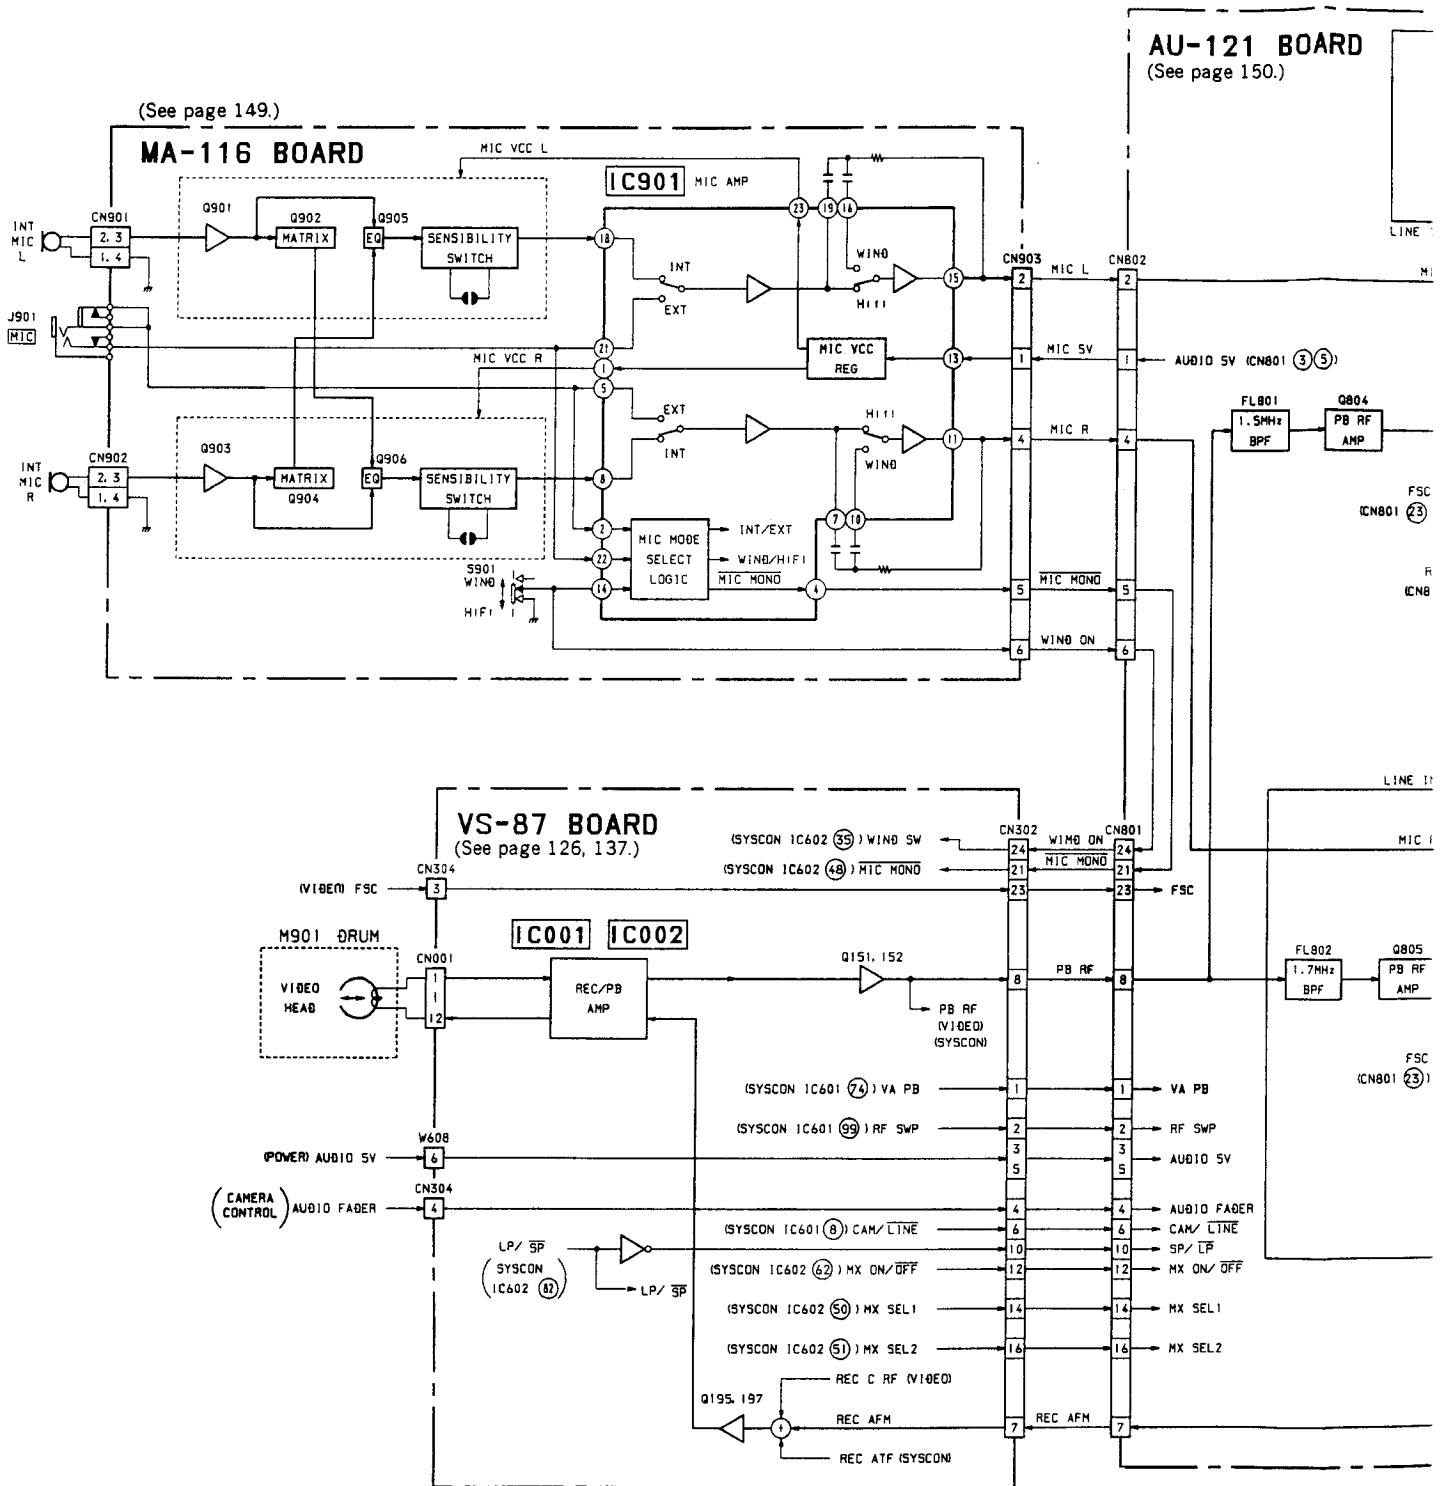 AU-121 BOARD
(See page 150.)
(See page 149.)
MA-116 BOARD
MIC VCC L
IC901 MIC AMP
Q901
Q902
MATRIX
Q905
EQ
SENSIBILITY
SWITCH
CN901
2, 3
1, 4
INT
MIC
L
J901
MIC
23
19
16
18
INT
EXT
WIND
HiFi
15
21
MIC VCC R
1
5
MIC VCC
REG
13
EXT
INT
HiFi
WIND
11
8
7
10
Q903
MATRIX
Q904
Q906
EQ
SENSIBILITY
SWITCH
CN902
2, 3
1, 4
INT
MIC
R
2
22
14
MIC MODE
SELECT
LOGIC
INT/EXT
WIND/HIFI
MIC MONO
4
S901
WIND
HIFI
CN903
2
1
4
5
6
MIC L
MIC 5V
MIC R
MIC MONO
WIND ON
CN802
2
1
4
5
6
AUDIO 5V (CN801 3 5)
LINE
FL801
1.5MHz
BPF
Q804
PB RF
AMP
FSC
(CN801 23
LINE
MIC
VS-87 BOARD
(See page 126, 137.)
CN304
3
(VIDEO) FSC
(SYSCON IC602 35) WIND SW
(SYSCON IC602 48) MIC MONO
CN302
24
21
23
WIMD ON
MIC MONO
CN801
24
21
23
FSC
M901 DRUM
VIDEO
HEAD
CN001
1
12
IC001 IC002
REC/PB
AMP
Q151, 152
PB RF
(VIDEO)
(SYSCON)
8
PB RF
8
FL802
1.7MHz
BPF
Q805
PB RF
AMP
FSC
(CN801 23)
(SYSCON IC601 74) VA PB
1
1
VA PB
(SYSCON IC601 99) RF SWP
2
2
RF SWP
W608
(POWER) AUDIO 5V
6
3
5
3
5
AUDIO 5V
CN304
(CAMERA
CONTROL) AUDIO FADER
4
4
4
AUDIO FADER
(SYSCON IC601 8) CAM/LINE
6
6
CAM/LINE
LP/SP
(SYSCON
IC602 82)
LP/SP
10
10
SP/LP
(SYSCON IC602 62) MX ON/OFF
12
12
MX ON/OFF
(SYSCON IC602 50) MX SEL1
14
14
MX SEL1
(SYSCON IC602 51) MX SEL2
16
16
MX SEL2
REC C RF (VIDEO)
Q195, 197
+
REC AFM
7
REC AFM
7
REC ATF (SYSCON)